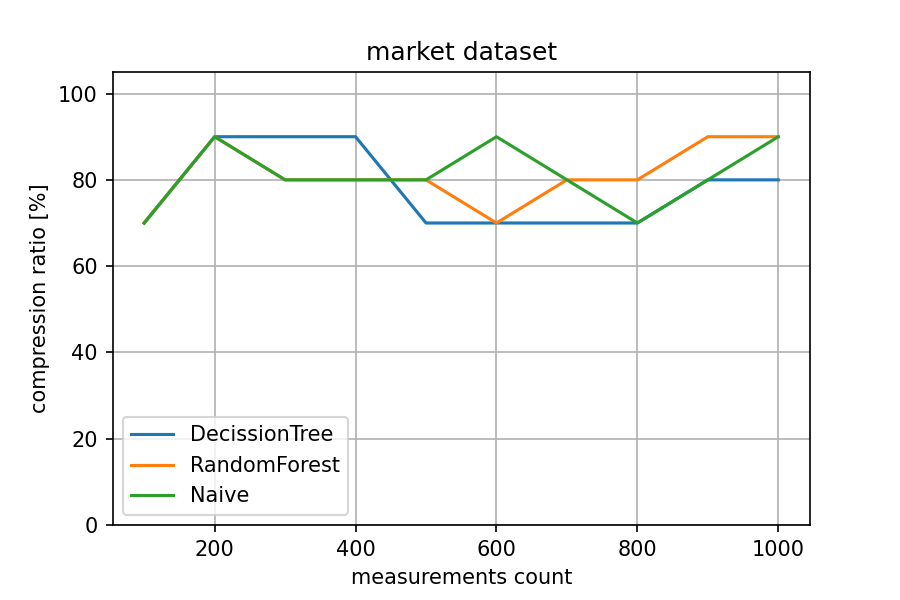 market dataset
compression ratio [%]
100
80
60
40
20
0
DecissionTree
RandomForest
Naive
200 400 600 800 1000
measurements count